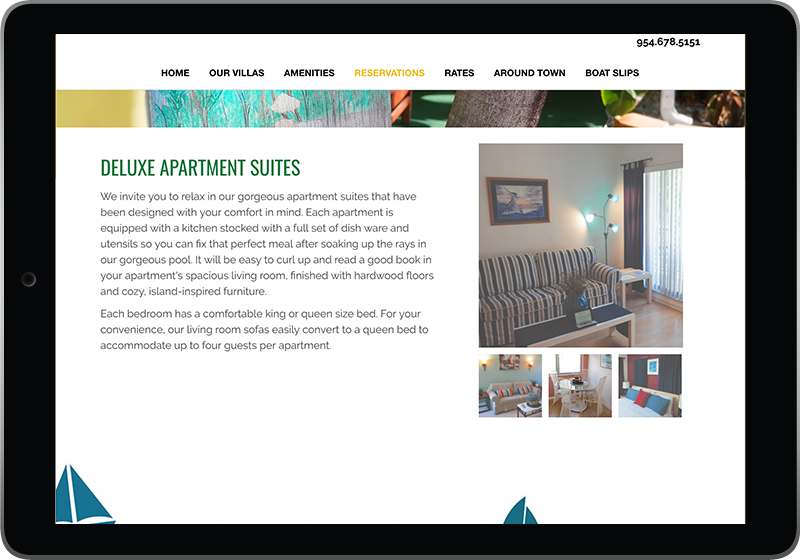 954.678.5151
HOME OUR VILLAS AMENITIES RESERVATIONS RATES AROUND TOWN BOAT SLIPS
DELUXE APARTMENT SUITES
We invite you to relax in our gorgeous apartment suites that have
been designed with your comfort in mind. Each apartment is
equipped with a kitchen stocked with a full set of dish ware and
utensils so you can fix that perfect meal after soaking up the rays in
our gorgeous pool. It will be easy to curl up and read a good book in
your apartment's spacious living room, finished with hardwood floors
and cozy, island-inspired furniture.
Each bedroom has a comfortable king or queen size bed. For your
convenience, our living room sofas easily convert to a queen bed to
accommodate up to four guests per apartment.